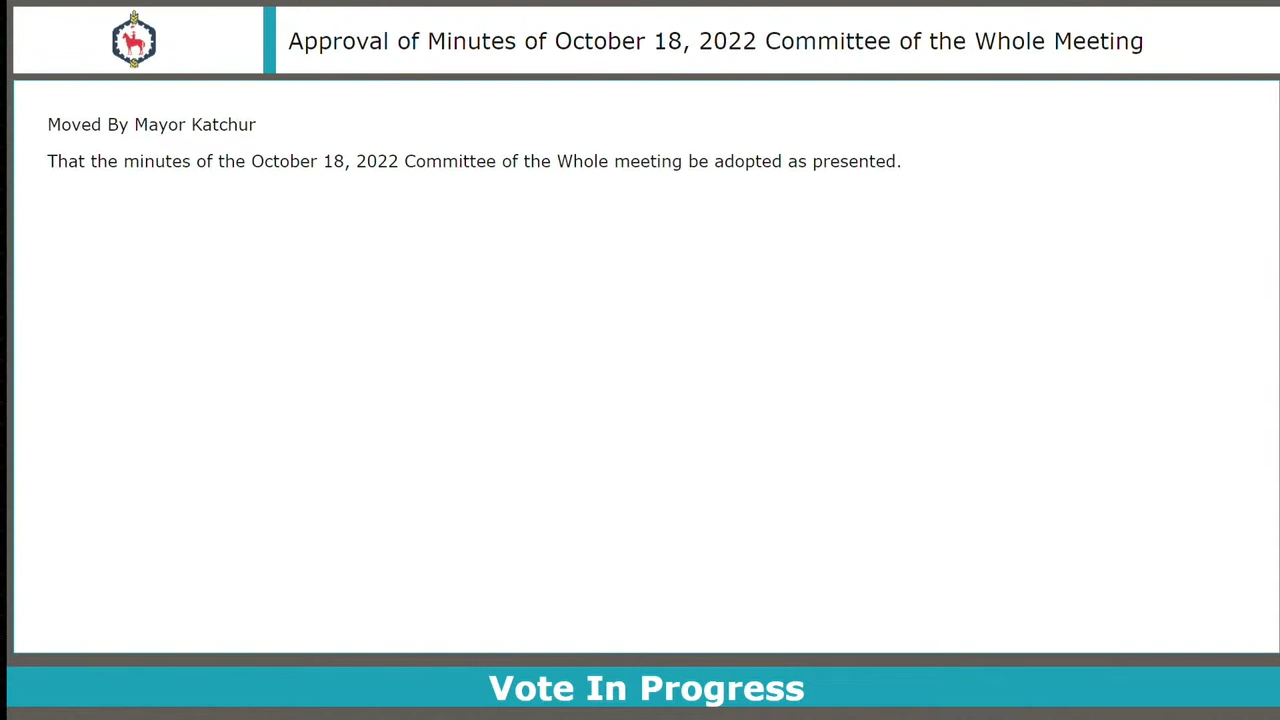 Approval of Minutes of October 18, 2022 Committee of the Whole Meeting
Moved By Mayor Katchur
That the minutes of the October 18, 2022 Committee of the Whole meeting be adopted as presented.
Vote In Progress